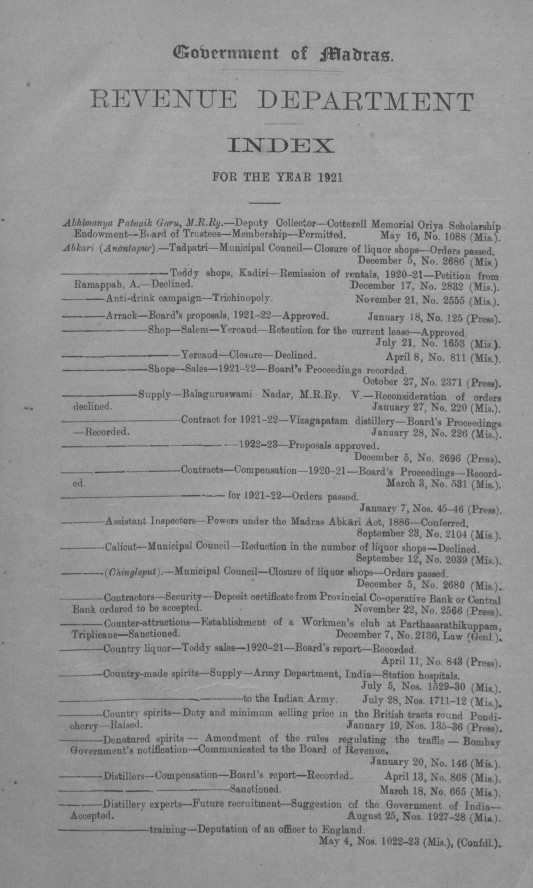 Government of Madras.
REVENUE DEPARTMENT
INDEX
FOR THE YEAR 1921
Abhimanya Patnaik Garu, M.R.Ry.—Deputy Collector—Cotterell Memorial Oriya Scholarship
Endowment—Board of Trustees—Membership—Permitted. May 16, No. 1088 (Mis.).
Abkari (Anantapur).—Tadpatri—Municipal Council—Closure of liquor shops—Orders passed.
December 5, No. 2686 (Mis.)
———Toddy shops, Kadiri—Remission of rentals, 1920-21—Petition from
Ramappah, A.—Declined. December 17, No. 2832 (Mis.).
———Anti-drink campaign—Trichinopoly. November 21, No. 2555 (Mis.).
———Arrack—Board's proposals, 1921-22—Approved. January 18, No. 125 (Press).
———Shop—Salem—Yercaud—Retention for the current lease—Approved.
July 21, No. 1653 (Mis.).
———Yercaud—Closure—Declined. April 8, No. 811 (Mis.).
———Shops—Sales—1921-22—Board's Proceedings recorded.
October 27, No. 2371 (Press).
———Supply—Balaguruswami Nadar, M.R.Ry. V.—Reconsideration of orders
declined. January 27, No. 220 (Mis.).
———Contract for 1921-22—Vizagapatam distillery—Board's Proceedings
—Recorded. January 28, No. 226 (Mis.).
———1922-23—Proposals approved.
December 5, No. 2696 (Press).
———Contracts—Compensation—1920-21—Board's Proceedings—Record-
ed. March 3, No. 531 (Mis.).
———for 1921-22—Orders passed.
January 7, Nos. 45-46 (Press).
———Assistant Inspectors—Powers under the Madras Abkāri Act, 1886—Conferred.
September 23, No. 2104 (Mis.).
———Calicut—Municipal Council—Reduction in the number of liquor shops—Declined.
September 12, No. 2039 (Mis.).
———(Chingleput).—Municipal Council—Closure of liquor shops—Orders passed.
December 5, No. 2680 (Mis.).
———Contractors—Security—Deposit certificate from Provincial Co-operative Bank or Central
Bank ordered to be accepted. November 22, No. 2566 (Press).
———Counter-attractions—Establishment of a Workmen's club at Parthasarathikuppam,
Triplicane—Sanctioned. December 7, No. 2136, Law (Genl.).
———Country liquor—Toddy sales—1920-21—Board's report—Recorded.
April 11, No. 843 (Press).
———Country-made spirits—Supply—Army Department, India—Station hospitals.
July 5, Nos. 1529-30 (Mis.).
———to the Indian Army. July 28, Nos. 1711-12 (Mis.).
———Country spirits—Duty and minimum selling price in the British tracts round Pondi-
cherry—Raised. January 19, Nos. 135-36 (Press).
———Denatured spirits — Amendment of the rules regulating the traffic — Bombay
Government's notification—Communicated to the Board of Revenue.
January 20, No. 146 (Mis.).
———Distillers—Compensation—Board's report—Recorded. April 13, No. 868 (Mis.).
———Sanctioned. March 18, No. 665 (Mis.).
———Distillery experts—Future recruitment—Suggestion of the Government of India—
Accepted. August 25, Nos. 1927-28 (Mis.).
———training—Deputation of an officer to England.
May 4, Nos. 1022-23 (Mis.), (Confdl.).